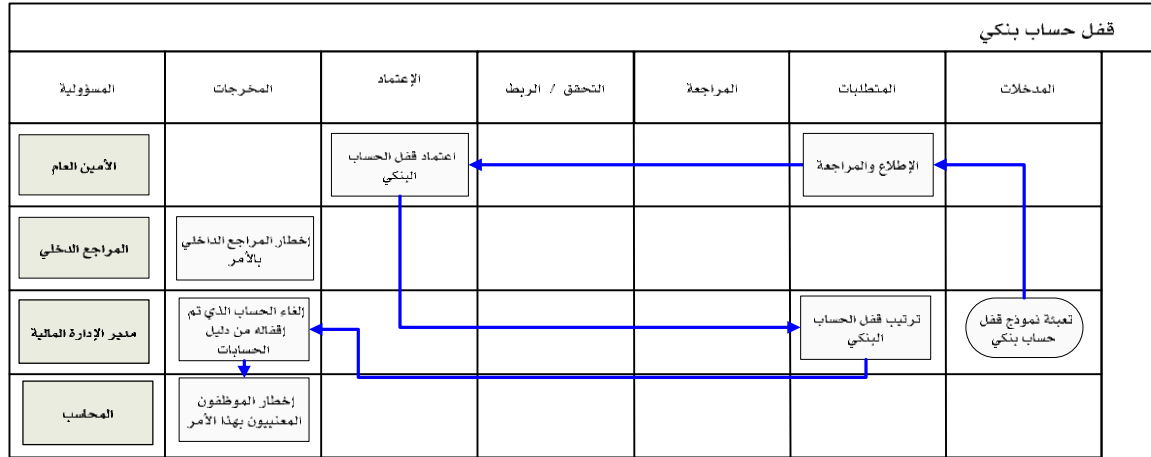 قفل حساب بنكي
المدخلات
المتطلبات
المراجعة
التحقق / الربط
الإعتماد
المخرجات
المسؤولية
الإطلاع والمراجعة
اعتماد قفل الحساب
البنكي
الأمين العام
إخطار المراجع الداخلي
بالأمر
المراجع الدخلي
تعبئة نموذج قفل
حساب بنكي
ترتيب قفل الحساب
البنكي
إلغاء الحساب الذي تم
إقفاله من دليل
الحسابات
مدير الإدارة المالية
إخطار الموظفون
المعنييون بهذا الأمر
المحاسب